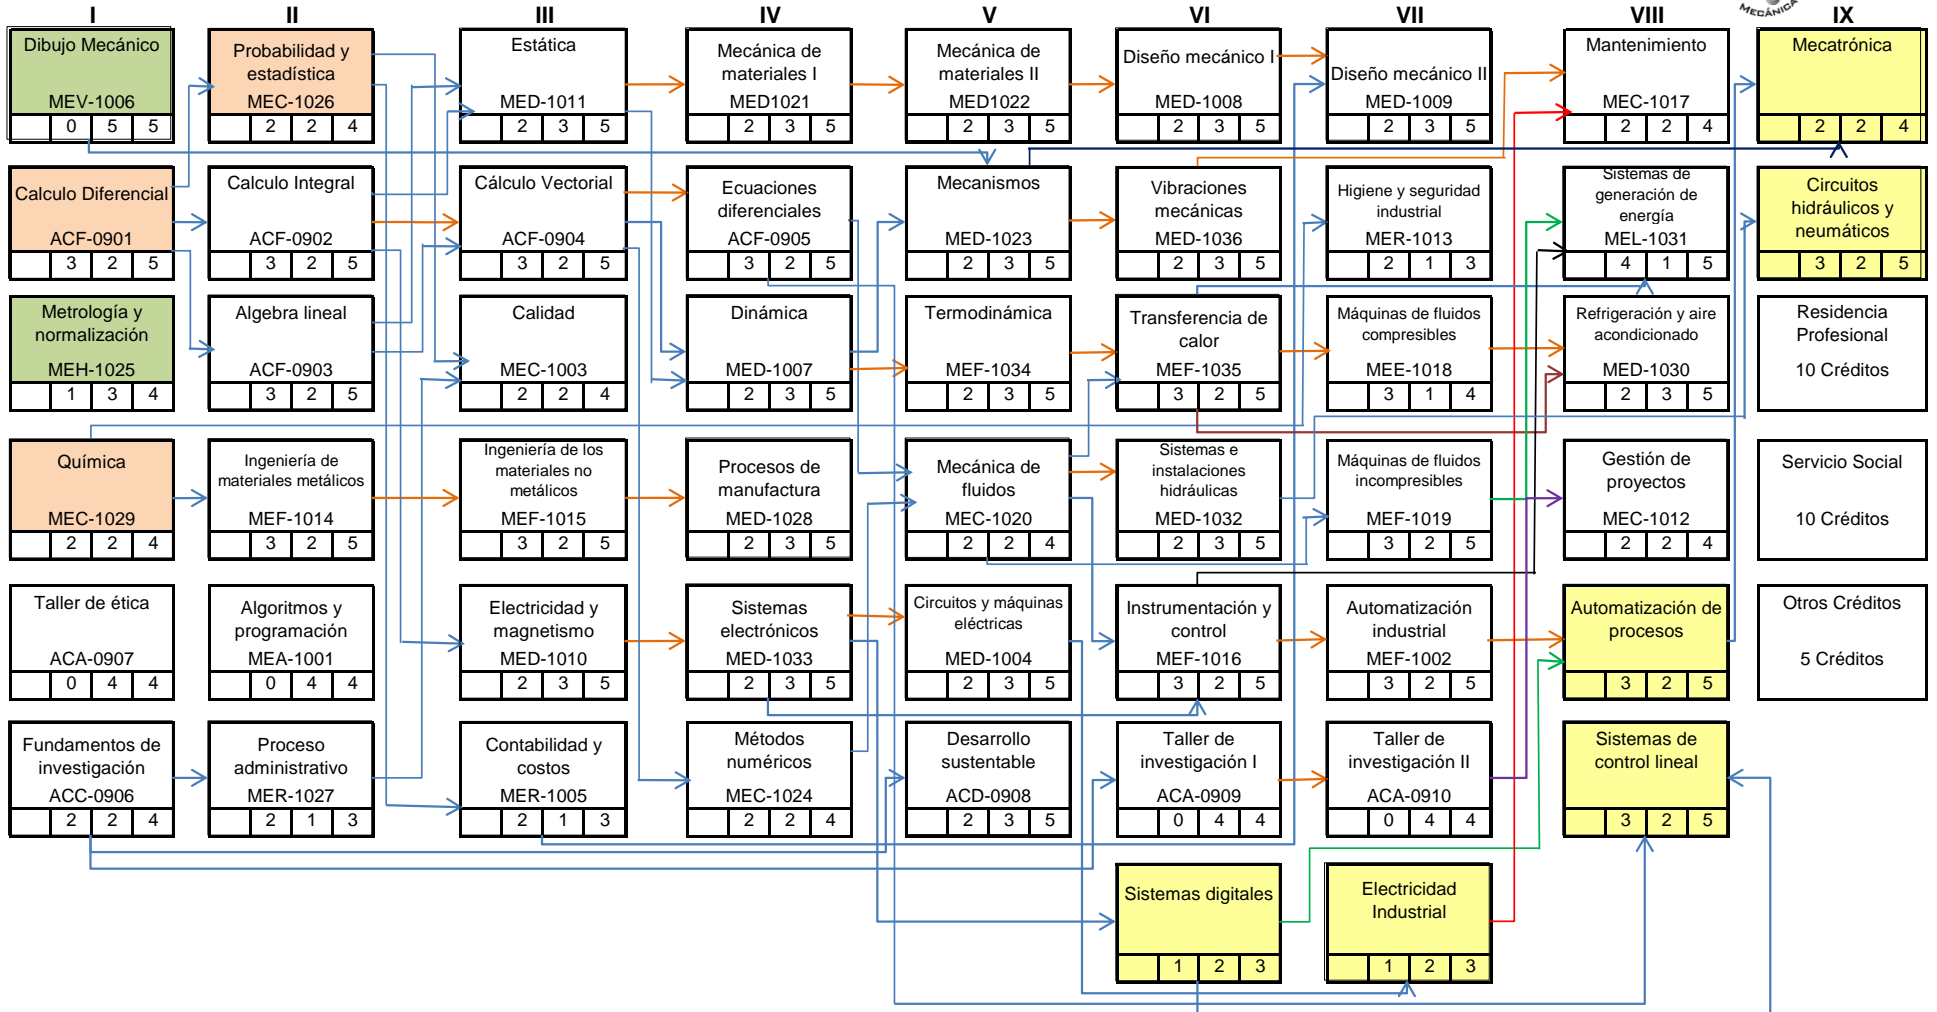 MECÁNICA
I II III IV V VI VII VIII IX
Dibujo Mecánico
MEV-1006
0 5 5
Probabilidad y
estadística
MEC-1026
2 2 4
Estática
MED-1011
2 3 5
Mecánica de
materiales I
MED1021
2 3 5
Mecánica de
materiales II
MED1022
2 3 5
Diseño mecánico I
MED-1008
2 3 5
Diseño mecánico II
MED-1009
2 3 5
Mantenimiento
MEC-1017
2 2 4
Mecatrónica
2 2 4
Calculo Diferencial
ACF-0901
3 2 5
Calculo Integral
ACF-0902
3 2 5
Cálculo Vectorial
ACF-0904
3 2 5
Ecuaciones
diferenciales
ACF-0905
3 2 5
Mecanismos
MED-1023
2 3 5
Vibraciones
mecánicas
MED-1036
2 3 5
Higiene y seguridad
industrial
MER-1013
2 1 3
Sistemas de
generación de
energía
MEL-1031
4 1 5
Circuitos
hidráulicos y
neumáticos
3 2 5
Metrología y
normalización
MEH-1025
1 3 4
Algebra lineal
ACF-0903
3 2 5
Calidad
MEC-1003
2 2 4
Dinámica
MED-1007
2 3 5
Termodinámica
MEF-1034
2 3 5
Transferencia de
calor
MEF-1035
3 2 5
Máquinas de fluidos
compresibles
MEE-1018
3 1 4
Refrigeración y aire
acondicionado
MED-1030
2 3 5
Residencia
Profesional
10 Créditos
Química
MEC-1029
2 2 4
Ingeniería de
materiales metálicos
MEF-1014
3 2 5
Ingeniería de los
materiales no
metálicos
MEF-1015
3 2 5
Procesos de
manufactura
MED-1028
2 3 5
Mecánica de
fluidos
MEC-1020
2 2 4
Sistemas e
instalaciones
hidráulicas
MED-1032
2 3 5
Máquinas de fluidos
incompresibles
MEF-1019
3 2 5
Gestión de
proyectos
MEC-1012
2 2 4
Servicio Social
10 Créditos
Taller de ética
ACA-0907
0 4 4
Algoritmos y
programación
MEA-1001
0 4 4
Electricidad y
magnetismo
MED-1010
2 3 5
Sistemas
electrónicos
MED-1033
2 3 5
Circuitos y máquinas
eléctricas
MED-1004
2 3 5
Instrumentación y
control
MEF-1016
3 2 5
Automatización
industrial
MEF-1002
3 2 5
Automatización de
procesos
3 2 5
Otros Créditos
5 Créditos
Fundamentos de
investigación
ACC-0906
2 2 4
Proceso
administrativo
MER-1027
2 1 3
Contabilidad y
costos
MER-1005
2 1 3
Métodos
numéricos
MEC-1024
2 2 4
Desarrollo
sustentable
ACD-0908
2 3 5
Taller de
investigación I
ACA-0909
0 4 4
Taller de
investigación II
ACA-0910
0 4 4
Sistemas de
control lineal
3 2 5
Sistemas digitales
1 2 3
Electricidad
Industrial
1 2 3